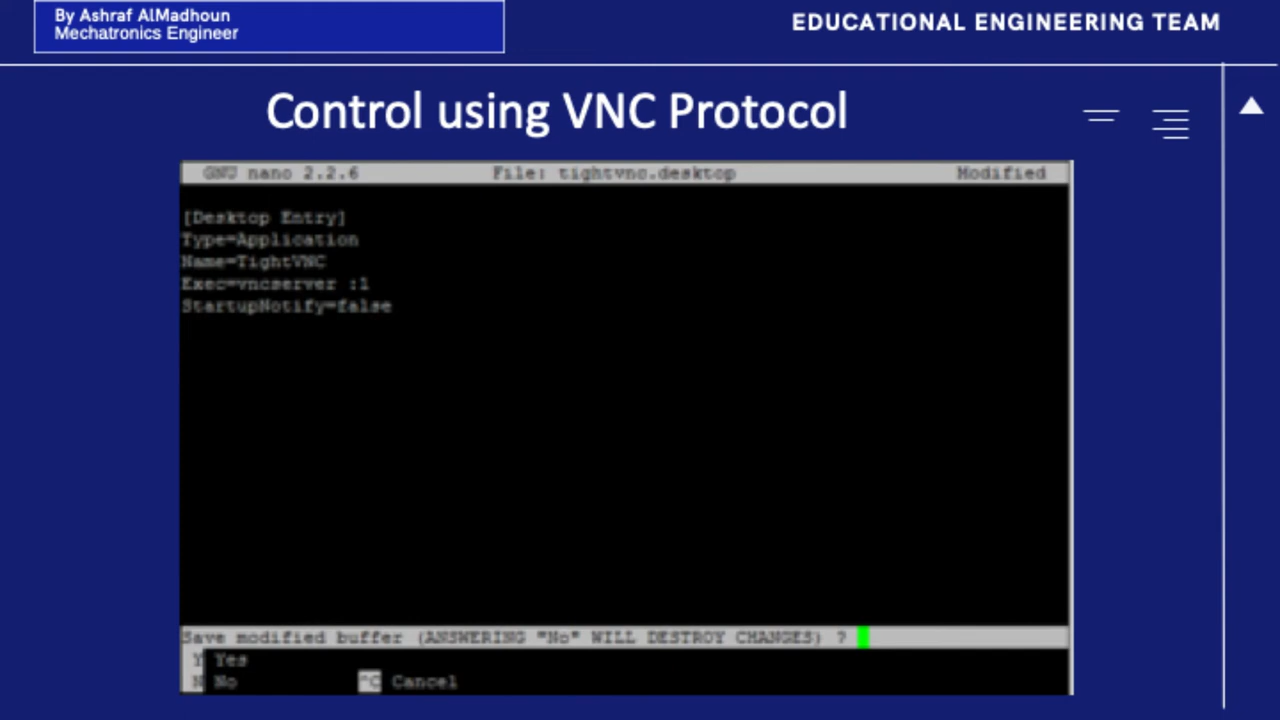 By Ashraf AlMadhoun
Mechatronics Engineer
EDUCATIONAL ENGINEERING TEAM
Control using VNC Protocol
GNU nano 2.2.6 File: tightvnc.desktop Modified
[Desktop Entry]
Type=Application
Name=TightVNC
Exec=vncserver :1
StartupNotify=false
Save modified buffer (ANSWERING "No" WILL DESTROY CHANGES) ?
Y Yes
N No ^C Cancel